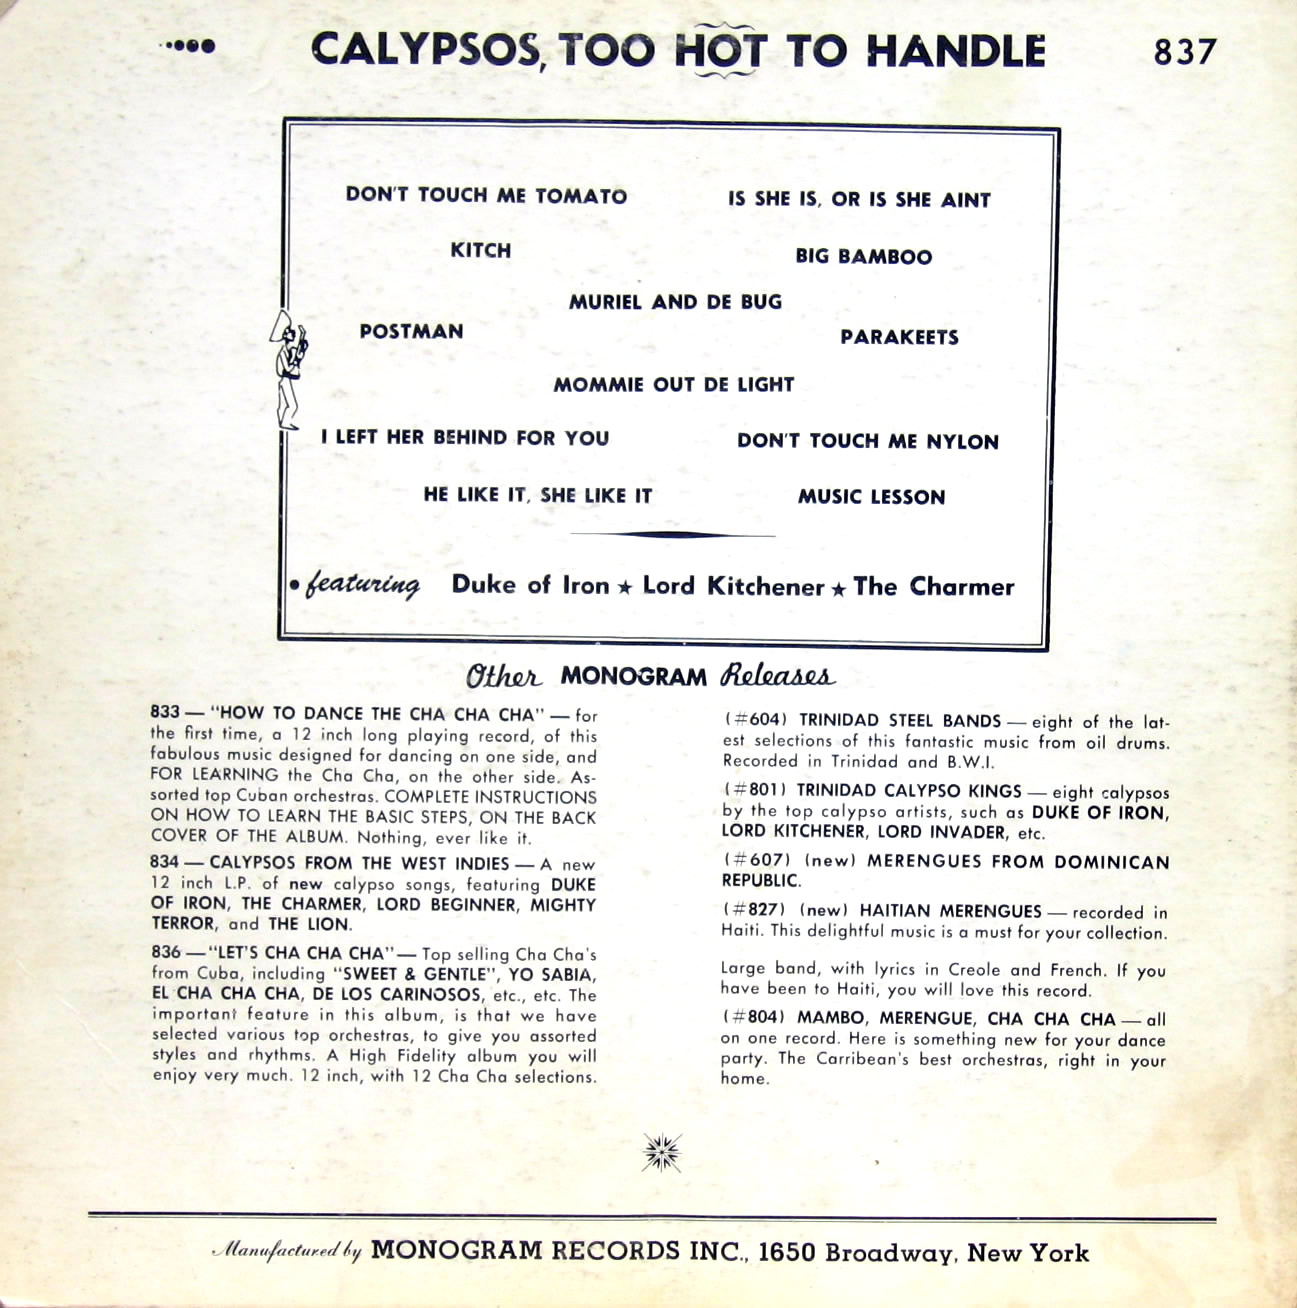 CALYPSOS, TOO HOT TO HANDLE 837
DON'T TOUCH ME TOMATO
IS SHE IS, OR IS SHE AINT
KITCH
BIG BAMBOO
MURIEL AND DE BUG
POSTMAN
PARAKEETS
MOMMIE OUT DE LIGHT
I LEFT HER BEHIND FOR YOU
DON'T TOUCH ME NYLON
HE LIKE IT, SHE LIKE IT
MUSIC LESSON
• featuring Duke of Iron ★ Lord Kitchener ★ The Charmer
Other MONOGRAM Releases
833 — "HOW TO DANCE THE CHA CHA CHA" — for
the first time, a 12 inch long playing record, of this
fabulous music designed for dancing on one side, and
FOR LEARNING the Cha Cha, on the other side. As-
sorted top Cuban orchestras. COMPLETE INSTRUCTIONS
ON HOW TO LEARN THE BASIC STEPS, ON THE BACK
COVER OF THE ALBUM. Nothing, ever like it.
834 — CALYPSOS FROM THE WEST INDIES — A new
12 inch L.P. of new calypso songs, featuring DUKE
OF IRON, THE CHARMER, LORD BEGINNER, MIGHTY
TERROR, and THE LION.
836 — "LET'S CHA CHA CHA" — Top selling Cha Cha's
from Cuba, including "SWEET & GENTLE", YO SABIA,
EL CHA CHA CHA, DE LOS CARINOSOS, etc., etc. The
important feature in this album, is that we have
selected various top orchestras, to give you assorted
styles and rhythms. A High Fidelity album you will
enjoy very much. 12 inch, with 12 Cha Cha selections.
(#604) TRINIDAD STEEL BANDS — eight of the lat-
est selections of this fantastic music from oil drums.
Recorded in Trinidad and B.W.I.
(#801) TRINIDAD CALYPSO KINGS — eight calypsos
by the top calypso artists, such as DUKE OF IRON,
LORD KITCHENER, LORD INVADER, etc.
(#607) (new) MERENGUES FROM DOMINICAN
REPUBLIC.
(#827) (new) HAITIAN MERENGUES — recorded in
Haiti. This delightful music is a must for your collection.
Large band, with lyrics in Creole and French. If you
have been to Haiti, you will love this record.
(#804) MAMBO, MERENGUE, CHA CHA CHA — all
on one record. Here is something new for your dance
party. The Carribean's best orchestras, right in your
home.
Manufactured by MONOGRAM RECORDS INC., 1650 Broadway, New York